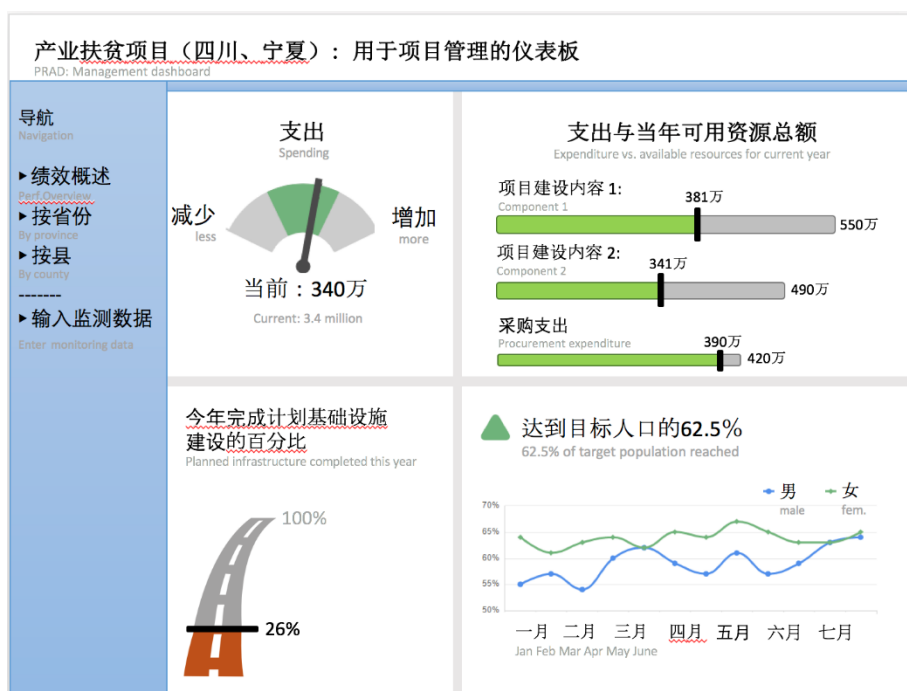 产业扶贫项目（四川、宁夏）：用于项目管理的仪表板
PRAD: Management dashboard
导航
Navigation
▸绩效概述
Perf.Overview
▸按省份
By province
▸按县
By county
-------
▸输入监测数据
Enter monitoring data
支出
Spending
减少
less
增加
more
当前：340万
Current: 3.4 million
支出与当年可用资源总额
Expenditure vs. available resources for current year
项目建设内容 1:
Component 1
381万
550万
项目建设内容 2:
Component 2
341万
490万
采购支出
Procurement expenditure
390万
420万
今年完成计划基础设施
建设的百分比
Planned infrastructure completed this year
100%
26%
达到目标人口的62.5%
62.5% of target population reached
男
male
女
fem.
70%
65%
60%
55%
50%
一月 二月 三月 四月 五月 六月 七月
Jan Feb Mar Apr May June